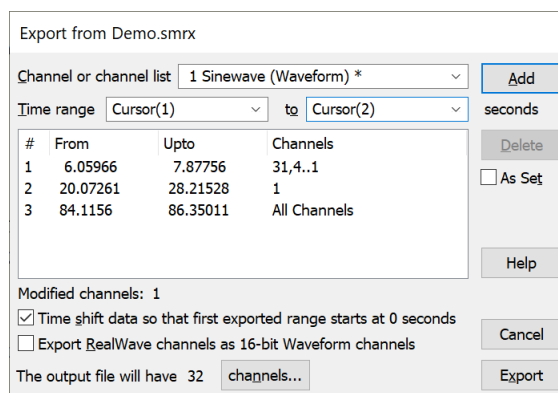 Export from Demo.smrx
Channel or channel list 1 Sinewave (Waveform) * Add
Time range Cursor(1) to Cursor(2) seconds
# From Upto Channels
1 6.05966 7.87756 31,4..1
2 20.07261 28.21528 1
3 84.1156 86.35011 All Channels
Delete
As Set
Help
Modified channels: 1
Time shift data so that first exported range starts at 0 seconds
Export RealWave channels as 16-bit Waveform channels
Cancel
The output file will have 32 channels... Export